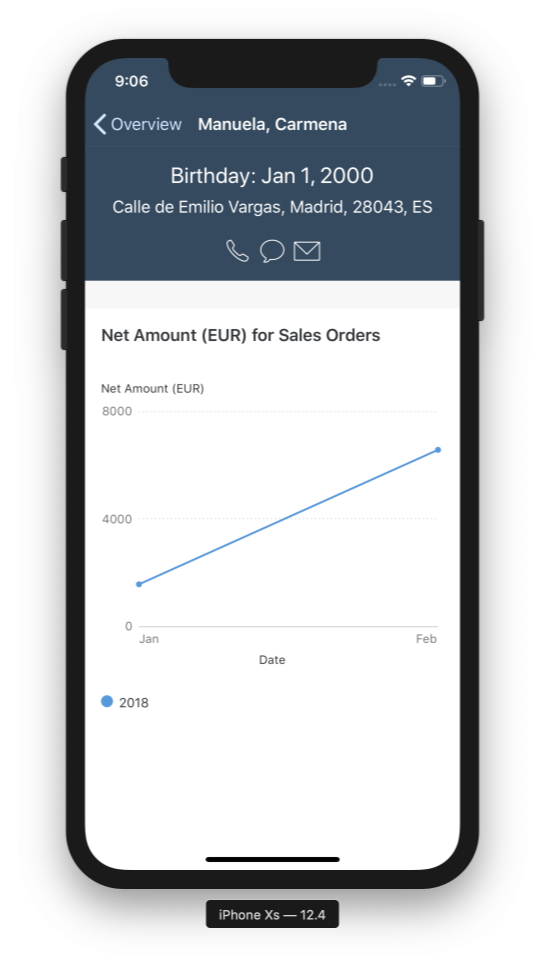 9:06
Overview Manuela, Carmena
Birthday: Jan 1, 2000
Calle de Emilio Vargas, Madrid, 28043, ES
Net Amount (EUR) for Sales Orders
Net Amount (EUR)
8000
4000
0
Jan Feb
Date
2018
iPhone Xs — 12.4